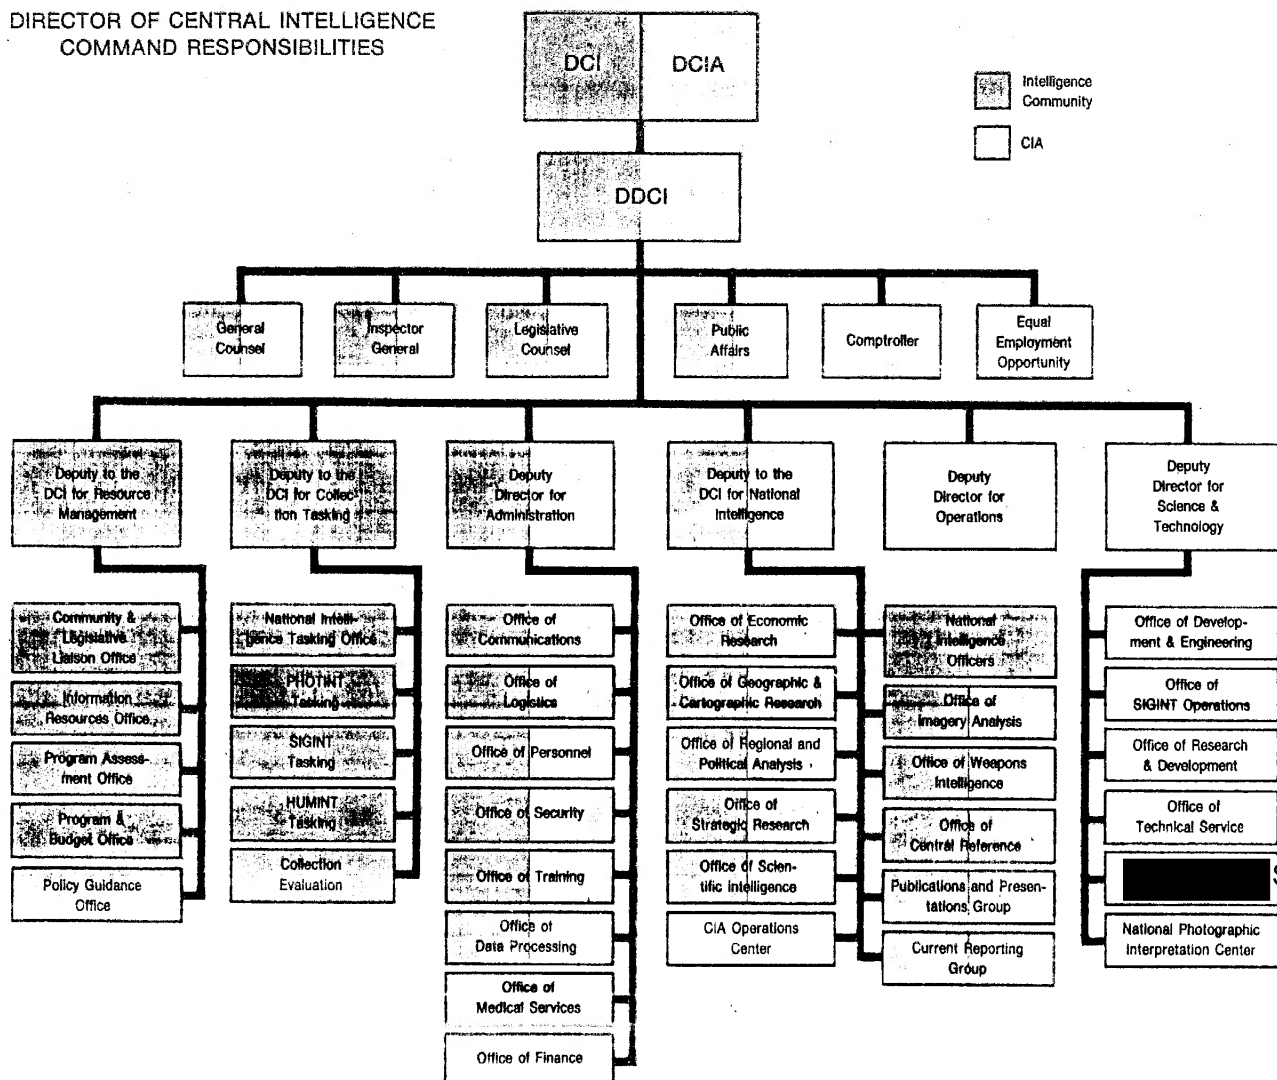 DIRECTOR OF CENTRAL INTELLIGENCE
COMMAND RESPONSIBILITIES
DCI
DCIA
Intelligence
Community
CIA
DDCI
General
Counsel
Inspector
General
Legislative
Counsel
Public
Affairs
Comptroller
Equal
Employment
Opportunity
Deputy to the
DCI for Resource
Management
Deputy to the
DCI for Collec-
tion Tasking
Deputy
Director for
Administration
Deputy to the
DCI for National
Intelligence
Deputy
Director for
Operations
Deputy
Director for
Science &
Technology
Community &
Legislative
Liaison Office
Information
Resources Office
Program Assess-
ment Office
Program &
Budget Office
Policy Guidance
Office
National Intelli-
gence Tasking Office
PHOTINT
Tasking
SIGINT
Tasking
HUMINT
Tasking
Collection
Evaluation
Office of
Communications
Office of
Logistics
Office of Personnel
Office of Security
Office of Training
Office of
Data Processing
Office of
Medical Services
Office of Finance
Office of Economic
Research
Office of Geographic &
Cartographic Research
Office of Regional and
Political Analysis
Office of
Strategic Research
Office of Scien-
tific Intelligence
CIA Operations
Center
National
Intelligence
Officers
Office of
Imagery Analysis
Office of Weapons
Intelligence
Office of
Central Reference
Publications and Presen-
tations Group
Current Reporting
Group
Office of Develop-
ment & Engineering
Office of
SIGINT Operations
Office of Research
& Development
Office of
Technical Service
S
National Photographic
Interpretation Center